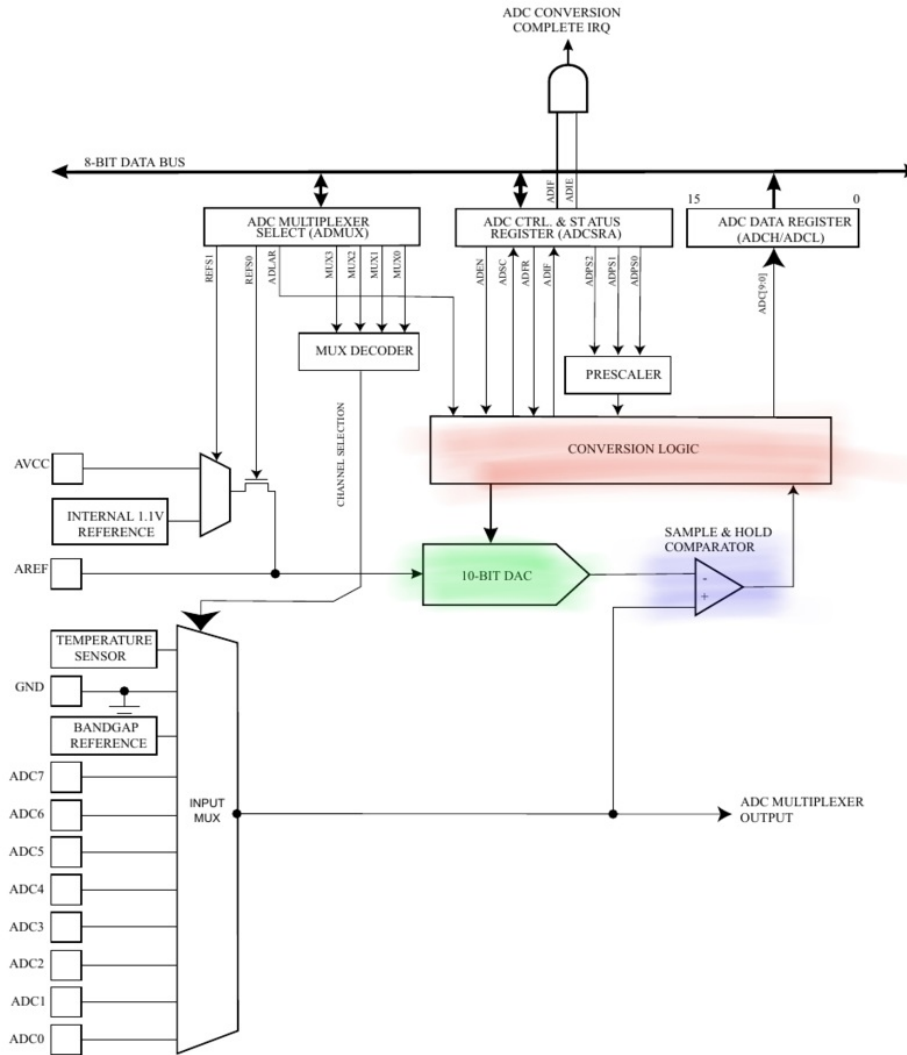 ADC CONVERSION
COMPLETE IRQ
8-BIT DATA BUS
ADIF
ADIE
15
0
ADC MULTIPLEXER
SELECT (ADMUX)
ADC CTRL. & STATUS
REGISTER (ADCSRA)
ADC DATA REGISTER
(ADCH/ADCL)
REFS1
REFS0
ADLAR
MUX3
MUX2
MUX1
MUX0
ADEN
ADSC
ADFR
ADIF
ADPS2
ADPS1
ADPS0
ADC[9:0]
MUX DECODER
PRESCALER
CHANNEL SELECTION
CONVERSION LOGIC
AVCC
INTERNAL 1.1V
REFERENCE
SAMPLE & HOLD
COMPARATOR
AREF
10-BIT DAC
-
+
TEMPERATURE
SENSOR
GND
BANDGAP
REFERENCE
ADC7
ADC6
INPUT
MUX
ADC MULTIPLEXER
OUTPUT
ADC5
ADC4
ADC3
ADC2
ADC1
ADC0